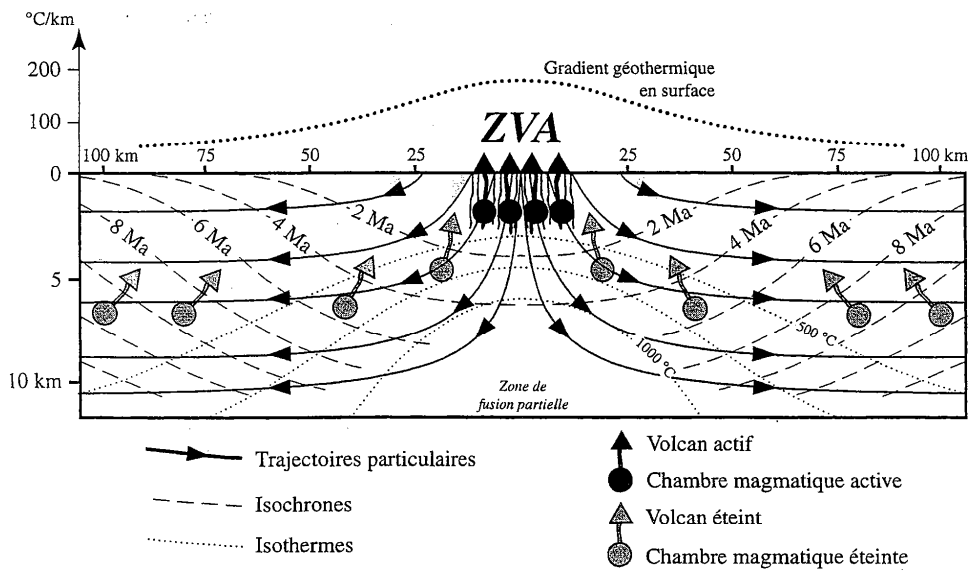 °C/km
200
100
Gradient géothermique
en surface
ZVA
100 km 75 50 25 25 50 75 100 km
0
2 Ma 2 Ma
4 Ma 4 Ma
6 Ma 6 Ma
8 Ma 8 Ma
5
500 °C
1000 °C
10 km
Zone de
fusion partielle
Trajectoires particulaires
Isochrones
Isothermes
Volcan actif
Chambre magmatique active
Volcan éteint
Chambre magmatique éteinte